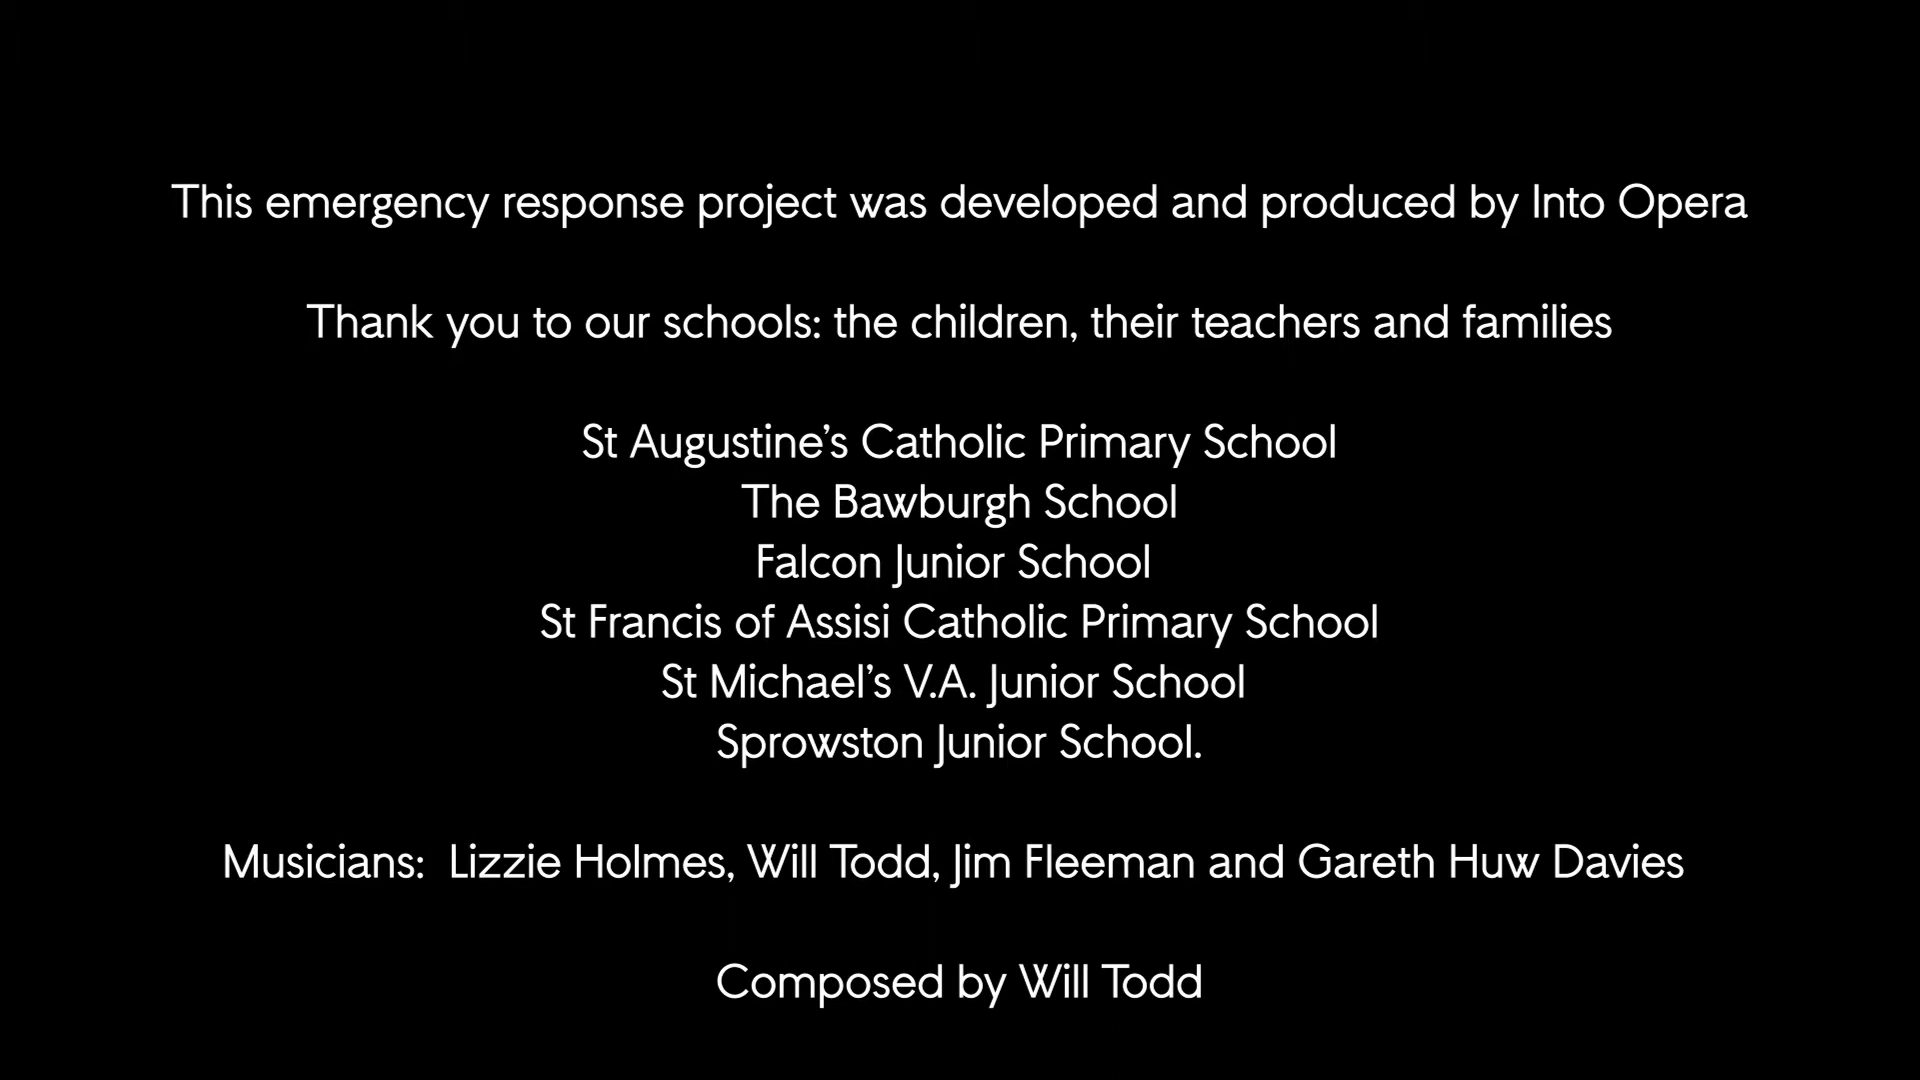 This emergency response project was developed and produced by Into Opera
Thank you to our schools: the children, their teachers and families
St Augustine’s Catholic Primary School
The Bawburgh School
Falcon Junior School
St Francis of Assisi Catholic Primary School
St Michael’s V.A. Junior School
Sprowston Junior School.
Musicians:  Lizzie Holmes, Will Todd, Jim Fleeman and Gareth Huw Davies
Composed by Will Todd